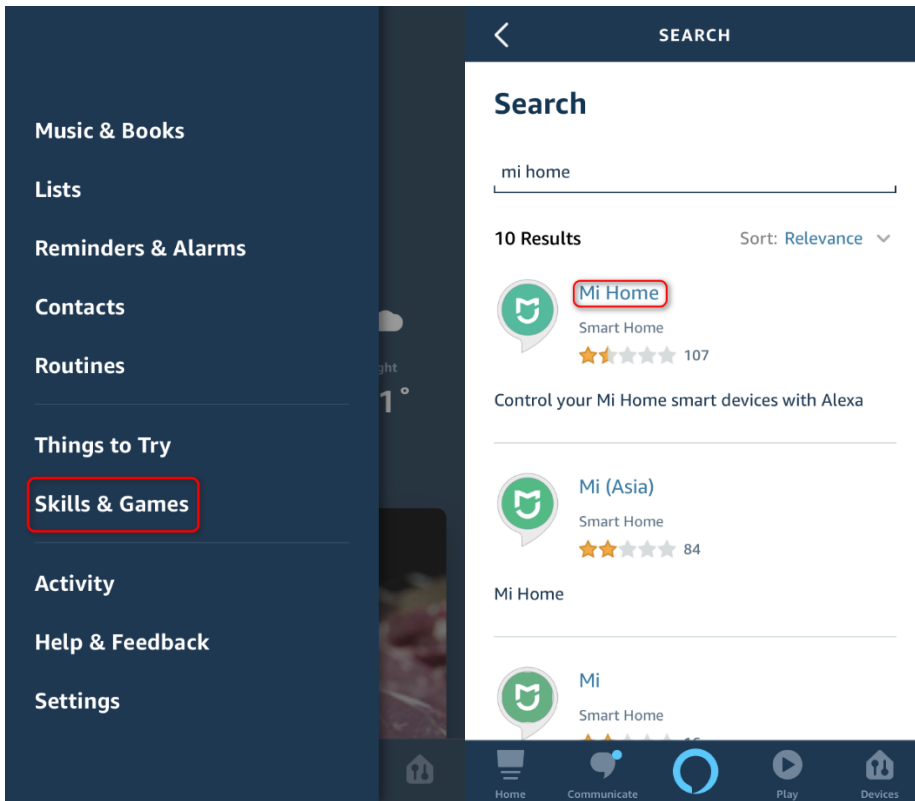 Music & Books
Lists
Reminders & Alarms
Contacts
Routines
Things to Try
Skills & Games
Activity
Help & Feedback
Settings
1°
SEARCH
Search
mi home
10 Results
Sort: Relevance
Mi Home
Smart Home
107
Control your Mi Home smart devices with Alexa
Mi (Asia)
Smart Home
84
Mi Home
Mi
Smart Home
Home
Communicate
Play
Devices